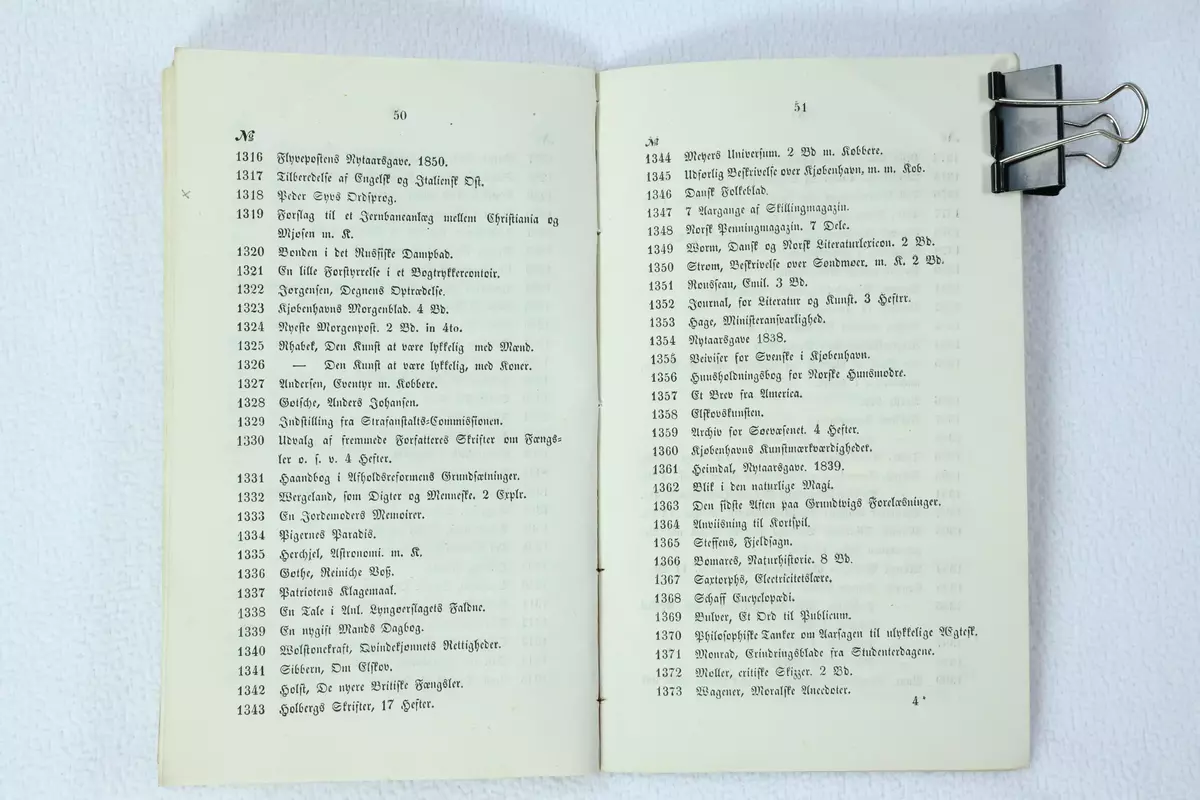 50
№
1316 Flyvepostens Nytaarsgave. 1850.
1317 Tilberedelse af Engelsk og Italiensk Ost.
1318 Peder Syvs Ordsprog.
1319 Forslag til et Jernbaneanlæg mellem Christiania og
Mjøsen m. K.
1320 Bonden i det Russiske Dampbad.
1321 En lille Forstyrrelse i et Bogtrykkercontoir.
1322 Jørgensen, Degnens Optrædelse.
1323 Kjøbenhavns Morgenblad. 4 Bd.
1324 Nyeste Morgenpost. 2 Bd. in 4to.
1325 Rhabek, Den Kunst at være lykkelig med Mænd.
1326 — Den Kunst at være lykkelig, med Koner.
1327 Andersen, Eventyr m. Kobbere.
1328 Gotsche, Anders Johansen.
1329 Indstilling fra Strafanstalts-Commissionen.
1330 Udvalg af fremmede Forfatteres Skrifter om Fængs-
ler o. s. v. 4 Hefter.
1331 Haandbog i Afholdsreformens Grundsætninger.
1332 Wergeland, som Digter og Menneske. 2 Explr.
1333 En Jordemoders Memoirer.
1334 Pigernes Paradis.
1335 Herchjel, Astronomi. m. K.
1336 Gothe, Reiniche Voß.
1337 Patriotens Klagemaal.
1338 En Tale i Anl. Lyngørslagets Faldne.
1339 En nygift Mands Dagbog.
1340 Wolstonekraft, Qvindekjønnets Rettigheder.
1341 Sibbern, Om Elskov.
1342 Holst, De nyere Britiske Fængsler.
1343 Holbergs Skrifter, 17 Hefter.
51
№
1344 Meyers Universum. 2 Bd m. Kobbere.
1345 Udførlig Beskrivelse over Kjøbenhavn, m. m. Kob.
1346 Dansk Folkeblad.
1347 7 Aargange af Skillingmagazin.
1348 Norsk Penningmagazin. 7 Dele.
1349 Worm, Dansk og Norsk Literaturlexicon. 2 Bd.
1350 Strøm, Beskrivelse over Søndmøer. m. K. 2 Bd.
1351 Rousseau, Emil. 3 Bd.
1352 Journal, for Literatur og Kunst. 3 Heftrr.
1353 Hage, Ministeransvarlighed.
1354 Nytaarsgave 1838.
1355 Veiviser for Svenske i Kjøbenhavn.
1356 Huusholdningsbog for Norske Huusmødre.
1357 Et Brev fra America.
1358 Elskovskunsten.
1359 Archiv for Søevæsenet. 4 Hefter.
1360 Kjøbenhavns Kunstmærkværdigheder.
1361 Heimdal, Nytaarsgave. 1839.
1362 Blik i den naturlige Magi.
1363 Den sidste Aften paa Grundtvigs Forelæsninger.
1364 Anviisning til Kortspil.
1365 Steffens, Fjeldsagn.
1366 Bomares, Naturhistorie. 8 Bd.
1367 Saxtorphs, Electricitetslære.
1368 Schaff Encyclopædi.
1369 Bulver, Et Ord til Publicum.
1370 Philosophiske Tanker om Aarsagen til ulykkelige Ægtesk.
1371 Monrad, Erindringsblade fra Studenterdagene.
1372 Møller, critiske Skizzer. 2 Bd.
1373 Wagener, Moralske Anecdoter.
4*